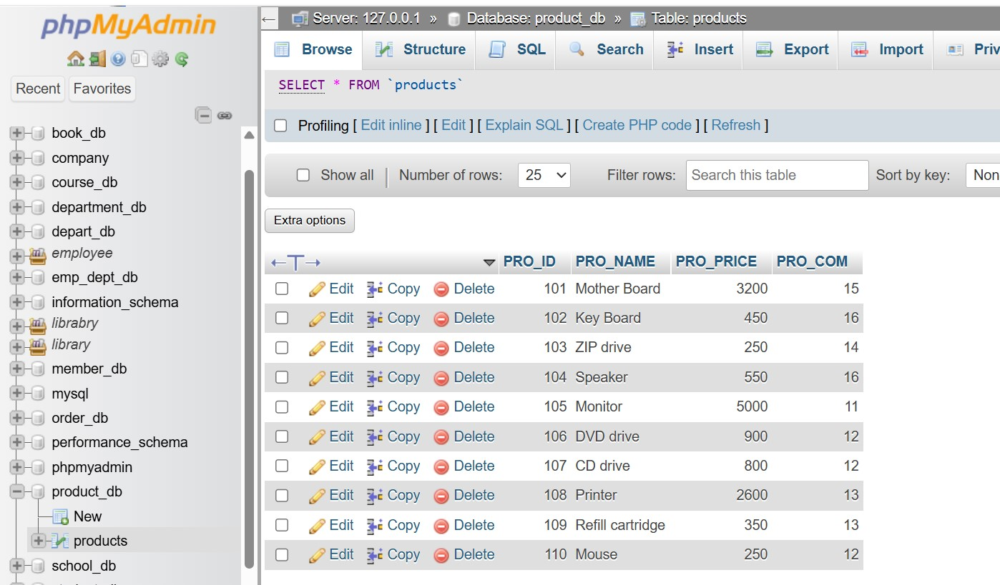 phpMyAdmin
Recent Favorites
book_db
company
course_db
department_db
depart_db
employee
emp_dept_db
information_schema
librabry
library
member_db
mysql
order_db
performance_schema
phpmyadmin
product_db
New
products
school_db
Server: 127.0.0.1 » Database: product_db » Table: products
Browse Structure SQL Search Insert Export Import Priv
SELECT * FROM `products`
Profiling [ Edit inline ] [ Edit ] [ Explain SQL ] [ Create PHP code ] [ Refresh ]
Show all Number of rows: 25 Filter rows: Search this table Sort by key: Non
Extra options
PRO_ID PRO_NAME PRO_PRICE PRO_COM
Edit Copy Delete 101 Mother Board 3200 15
Edit Copy Delete 102 Key Board 450 16
Edit Copy Delete 103 ZIP drive 250 14
Edit Copy Delete 104 Speaker 550 16
Edit Copy Delete 105 Monitor 5000 11
Edit Copy Delete 106 DVD drive 900 12
Edit Copy Delete 107 CD drive 800 12
Edit Copy Delete 108 Printer 2600 13
Edit Copy Delete 109 Refill cartridge 350 13
Edit Copy Delete 110 Mouse 250 12